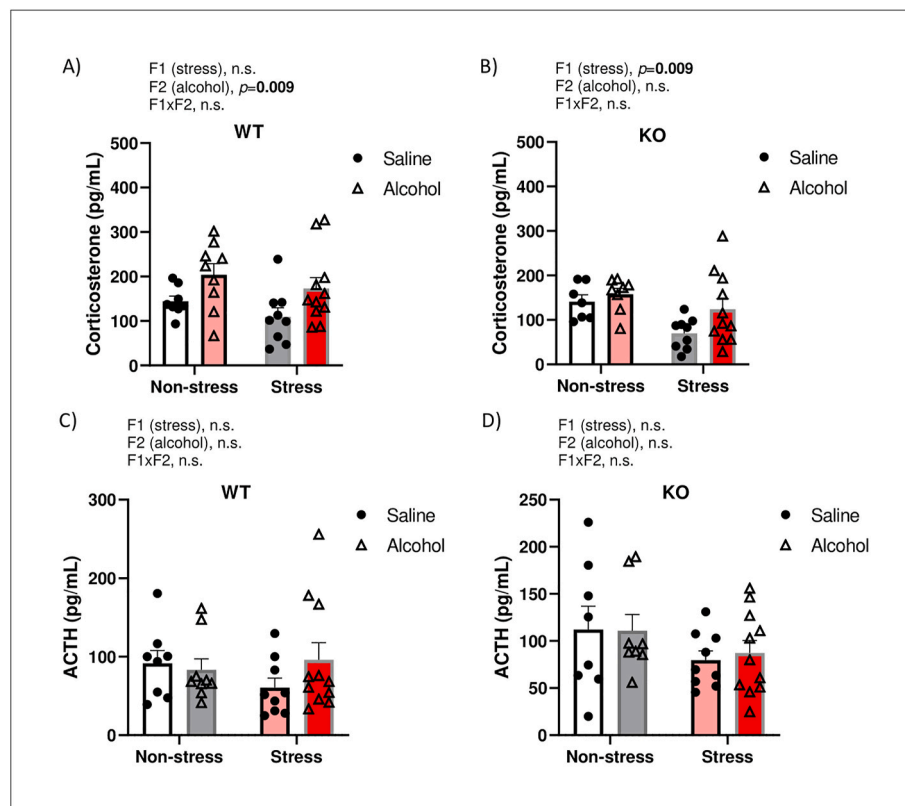 A)
F1 (stress), n.s.
F2 (alcohol), p=0.009
F1xF2, n.s.
WT
Corticosterone (pg/mL)
500
400
300
200
100
0
Saline
Alcohol
Non-stress
Stress
B)
F1 (stress), p=0.009
F2 (alcohol), n.s.
F1xF2, n.s.
KO
Corticosterone (pg/mL)
500
400
300
200
100
0
Saline
Alcohol
Non-stress
Stress
C)
F1 (stress), n.s.
F2 (alcohol), n.s.
F1xF2, n.s.
WT
ACTH (pg/mL)
300
200
100
0
Saline
Alcohol
Non-stress
Stress
D)
F1 (stress), n.s.
F2 (alcohol), n.s.
F1xF2, n.s.
KO
ACTH (pg/mL)
250
200
150
100
50
0
Saline
Alcohol
Non-stress
Stress